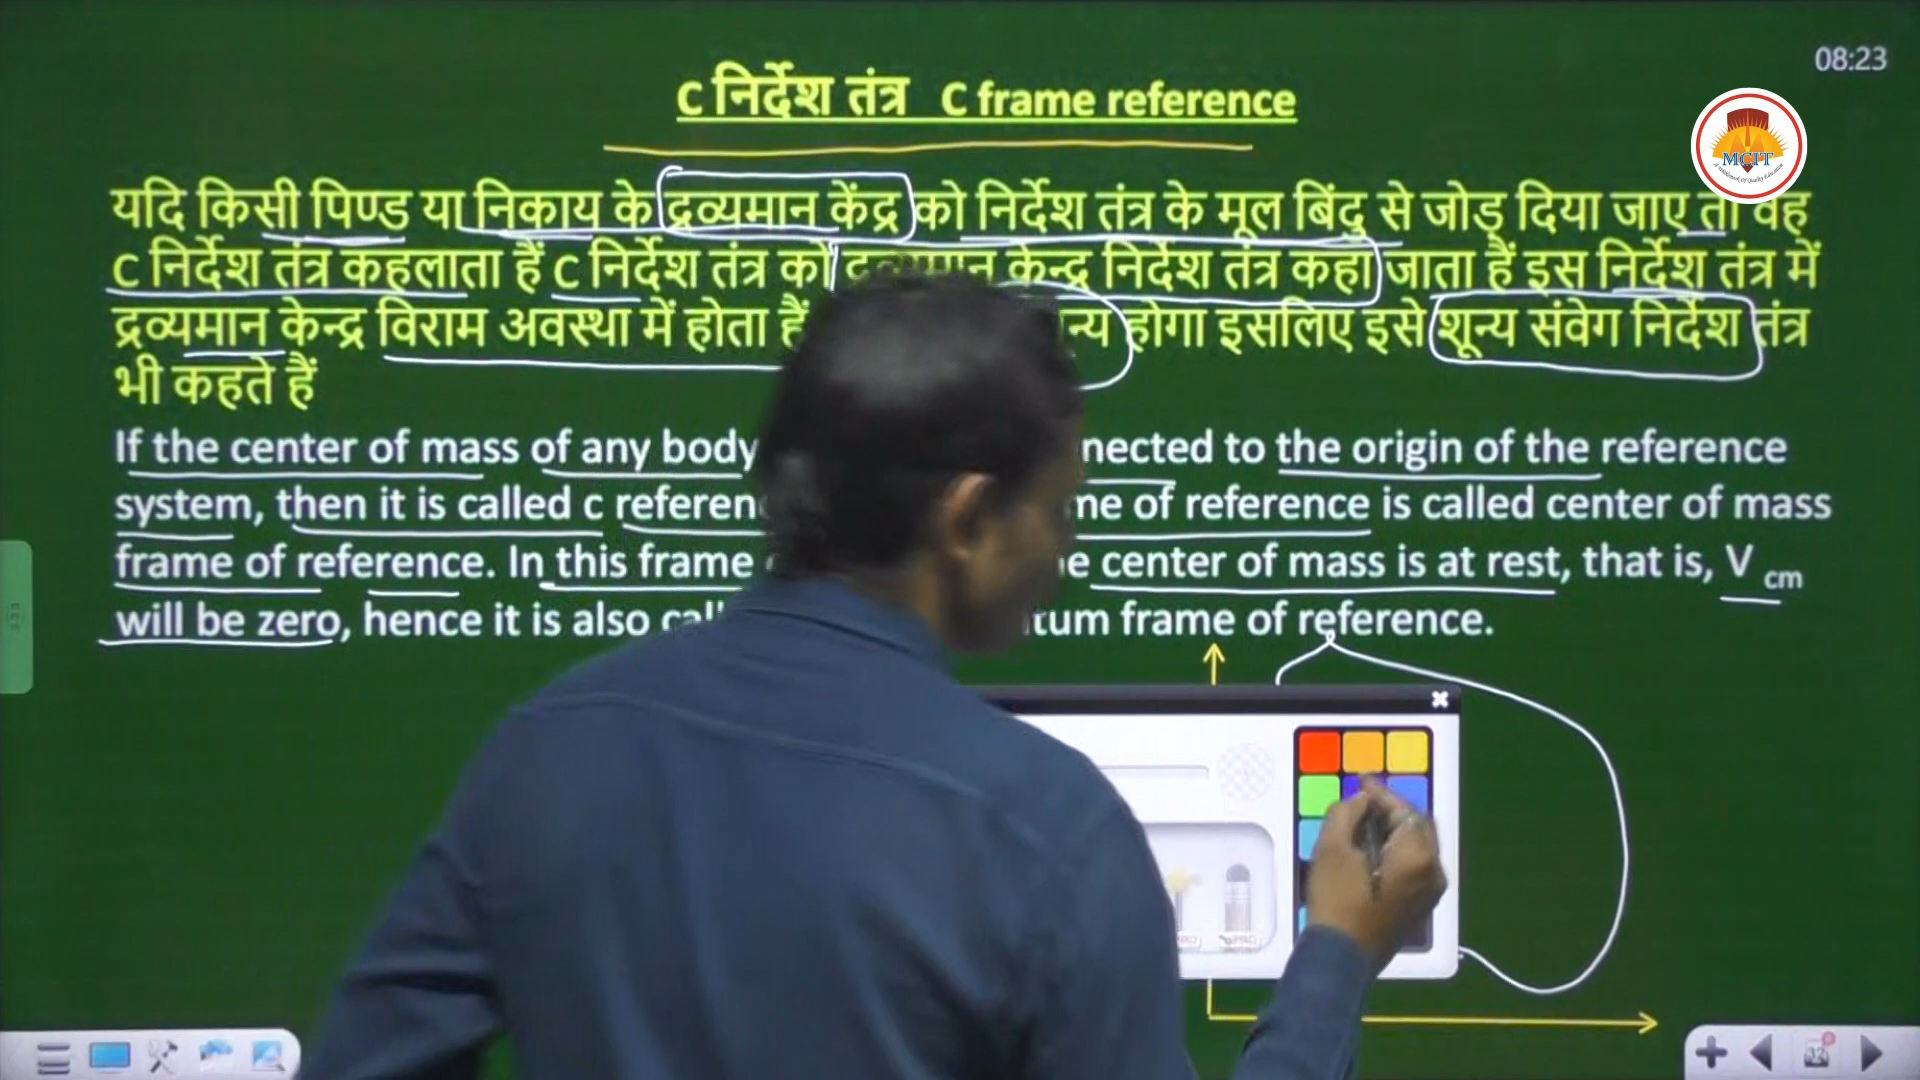 08:23
C निर्देश तंत्र C frame reference
MCIT
यदि किसी पिण्ड या निकाय के द्रव्यमान केंद्र को निर्देश तंत्र के मूल बिंदु से जोड़ दिया जाए तो वह
C निर्देश तंत्र कहलाता हैं C निर्देश तंत्र को द्रव्यमान केन्द्र निर्देश तंत्र कहा जाता हैं इस निर्देश तंत्र में
द्रव्यमान केन्द्र विराम अवस्था में होता हैं न्य होगा इसलिए इसे शून्य संवेग निर्देश तंत्र
भी कहते हैं
If the center of mass of any body nected to the origin of the reference
system, then it is called c referen me of reference is called center of mass
frame of reference. In this frame e center of mass is at rest, that is, V cm
will be zero, hence it is also cal tum frame of reference.